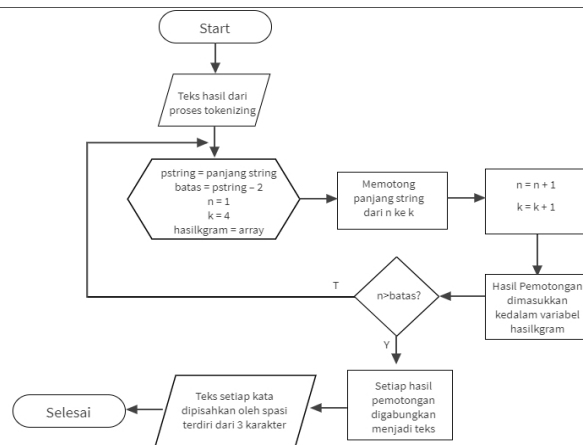 Start
Teks hasil dari
proses tokenizing
pstring = panjang string
batas = pstring – 2
n = 1
k = 4
hasilkgram = array
Memotong
panjang string
dari n ke k
n = n + 1
k = k + 1
Hasil Pemotongan
dimasukkan
kedalam variabel
hasilkgram
n>batas?
T
Y
Setiap hasil
pemotongan
digabungkan
menjadi teks
Teks setiap kata
dipisahkan oleh spasi
terdiri dari 3 karakter
Selesai